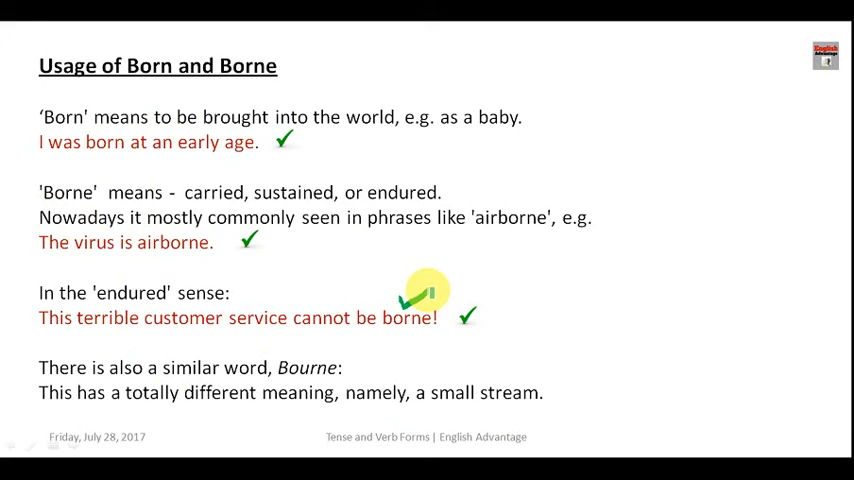 Usage of Born and Borne
English
Advantage
‘Born' means to be brought into the world, e.g. as a baby.
I was born at an early age.
'Borne'  means -  carried, sustained, or endured.
Nowadays it mostly commonly seen in phrases like 'airborne', e.g.
The virus is airborne.
In the 'endured' sense:
This terrible customer service cannot be borne!
There is also a similar word, Bourne:
This has a totally different meaning, namely, a small stream.
Friday, July 28, 2017
Tense and Verb Forms | English Advantage